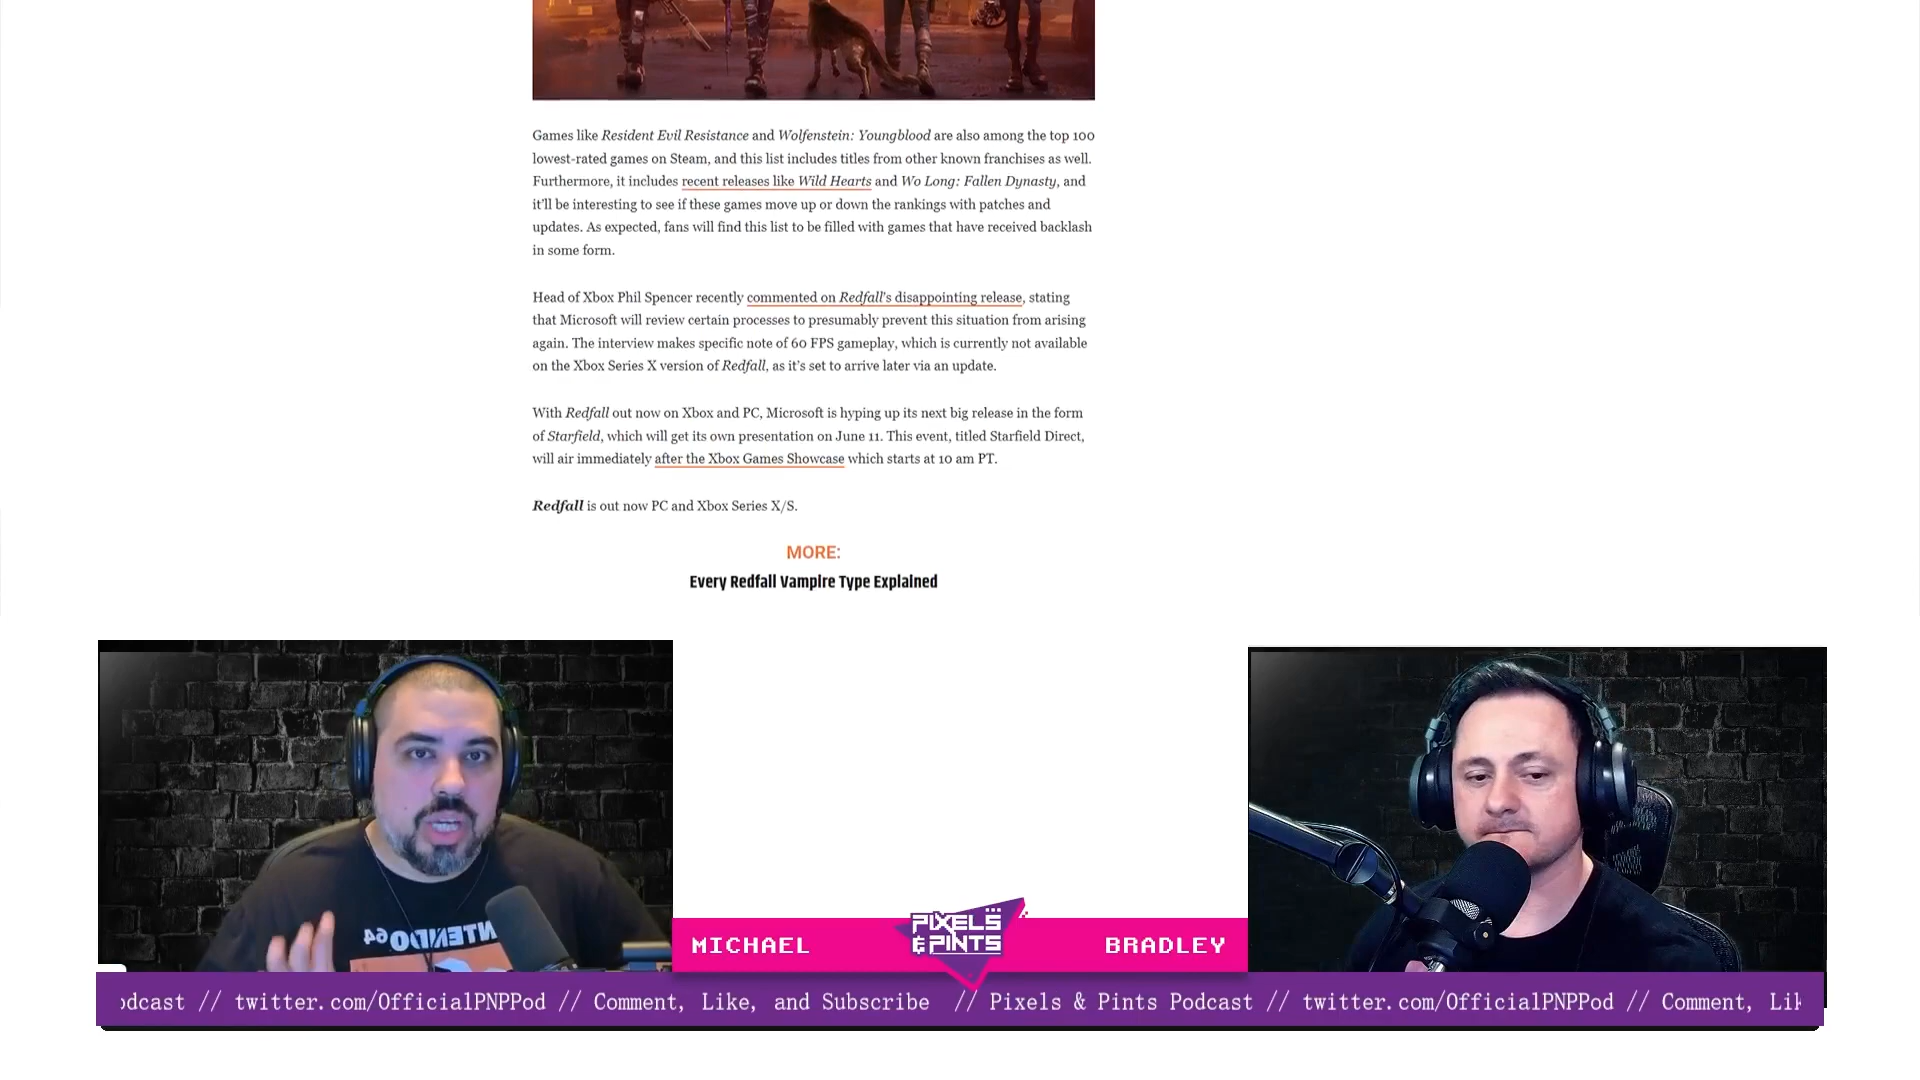 Games like Resident Evil Resistance and Wolfenstein: Youngblood are also among the top 100
lowest-rated games on Steam, and this list includes titles from other known franchises as well.
Furthermore, it includes recent releases like Wild Hearts and Wo Long: Fallen Dynasty, and
it'll be interesting to see if these games move up or down the rankings with patches and
updates. As expected, fans will find this list to be filled with games that have received backlash
in some form.
Head of Xbox Phil Spencer recently commented on Redfall's disappointing release, stating
that Microsoft will review certain processes to presumably prevent this situation from arising
again. The interview makes specific note of 60 FPS gameplay, which is currently not available
on the Xbox Series X version of Redfall, as it's set to arrive later via an update.
With Redfall out now on Xbox and PC, Microsoft is hyping up its next big release in the form
of Starfield, which will get its own presentation on June 11. This event, titled Starfield Direct,
will air immediately after the Xbox Games Showcase which starts at 10 am PT.
Redfall is out now PC and Xbox Series X/S.
MORE:
Every Redfall Vampire Type Explained
NTENDO 64
MICHAEL
PIXELS
& PINTS
BRADLEY
odcast // twitter.com/OfficialPNPPod // Comment, Like, and Subscribe // Pixels & Pints Podcast // twitter.com/OfficialPNPPod // Comment, Lik